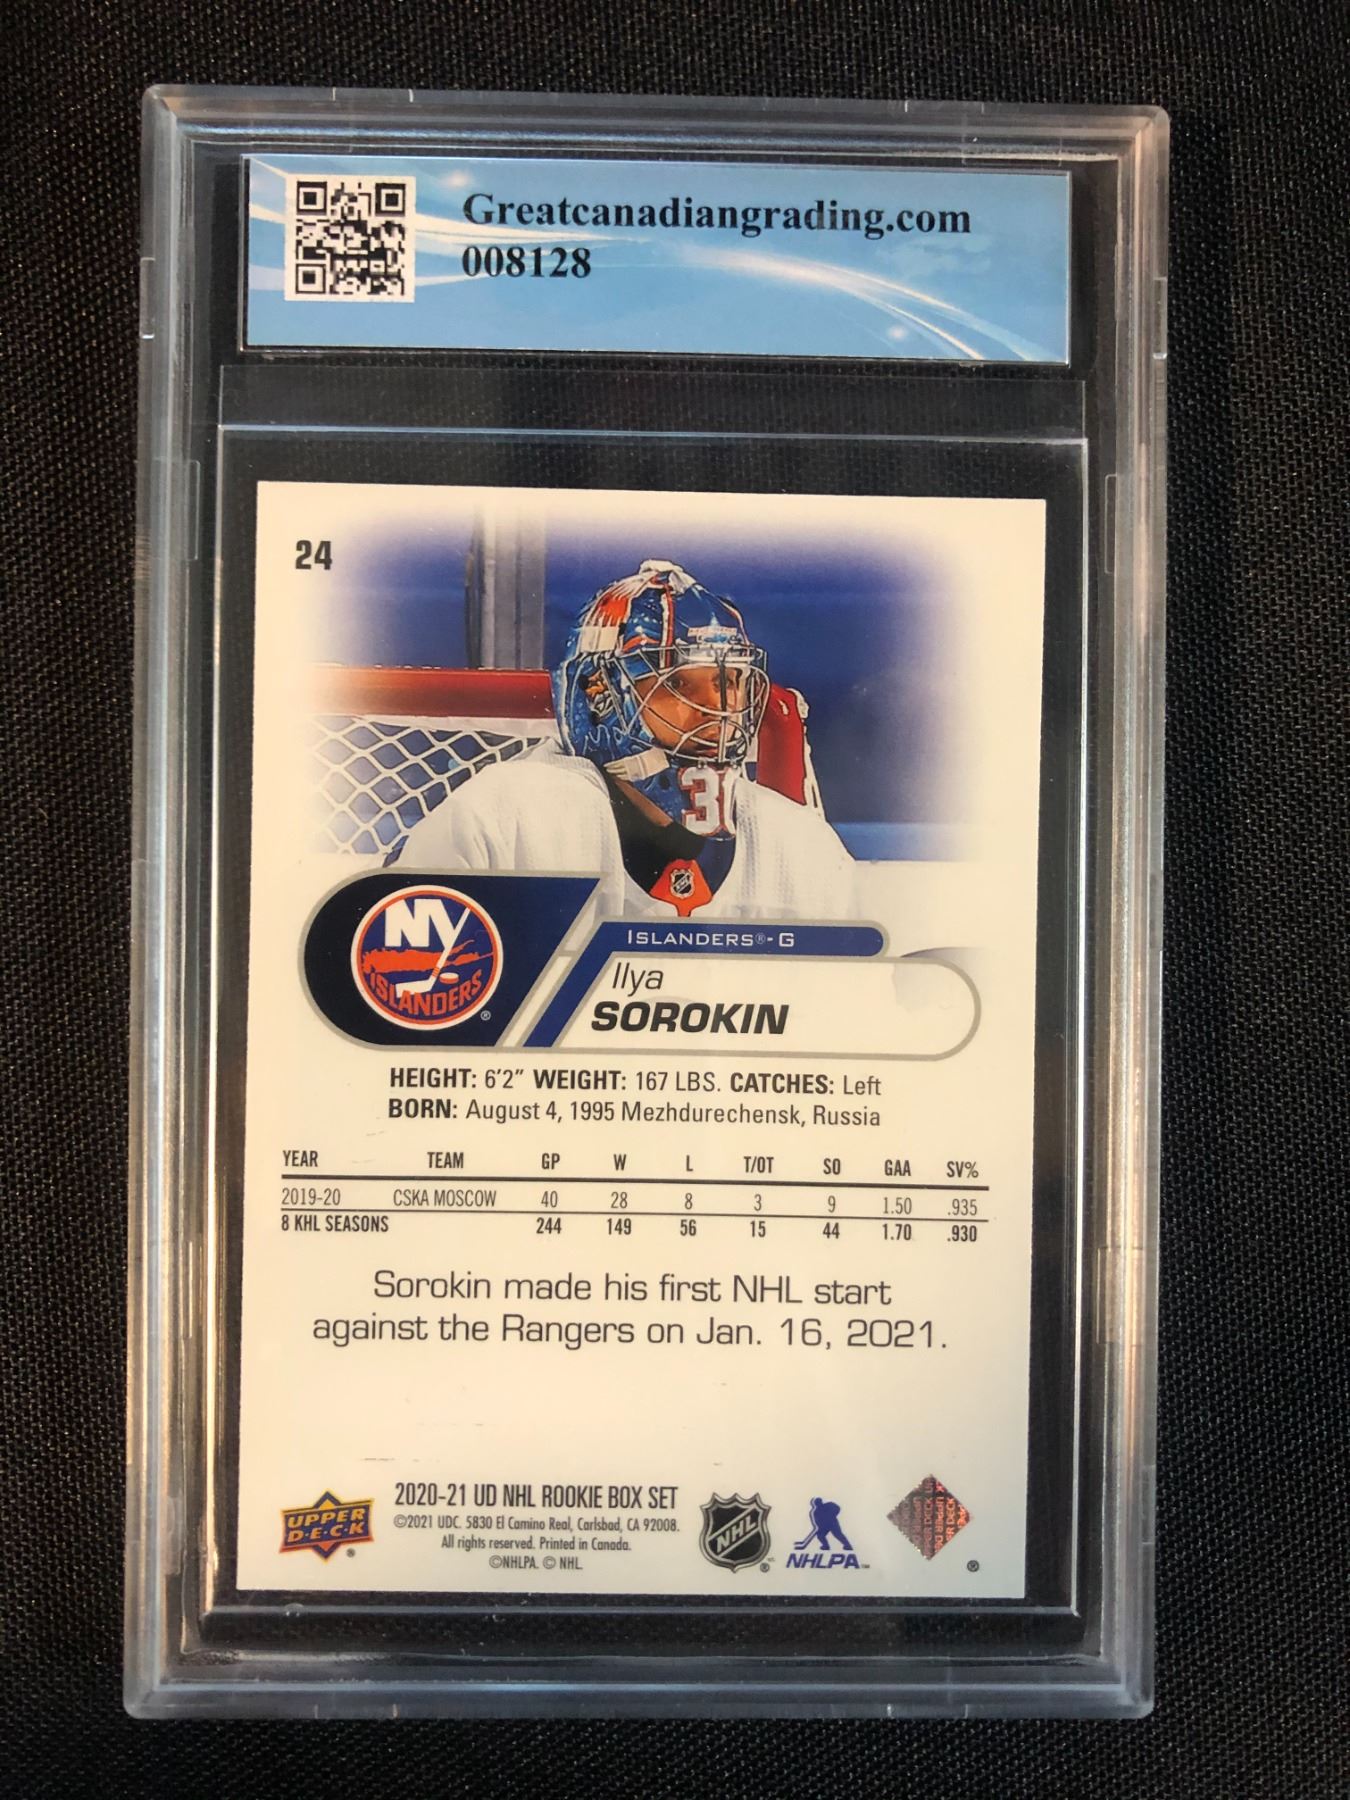 Greatcanadiangrading.com
008128
24
30
NY
ISLANDERS
®
ISLANDERS®- G
Ilya
SOROKIN
HEIGHT: 6'2" WEIGHT: 167 LBS. CATCHES: Left
BORN: August 4, 1995 Mezhdurechensk, Russia
YEAR TEAM GP W L T/OT SO GAA SV%
2019-20 CSKA MOSCOW 40 28 8 3 9 1.50 .935
8 KHL SEASONS 244 149 56 15 44 1.70 .930
Sorokin made his first NHL start
against the Rangers on Jan. 16, 2021.
UPPER
D·E·C·K
®
2020-21 UD NHL ROOKIE BOX SET
©2021 UDC. 5830 El Camino Real, Carlsbad, CA 92008.
All rights reserved. Printed in Canada.
©NHLPA. © NHL.
NHL
®
NHLPA
®